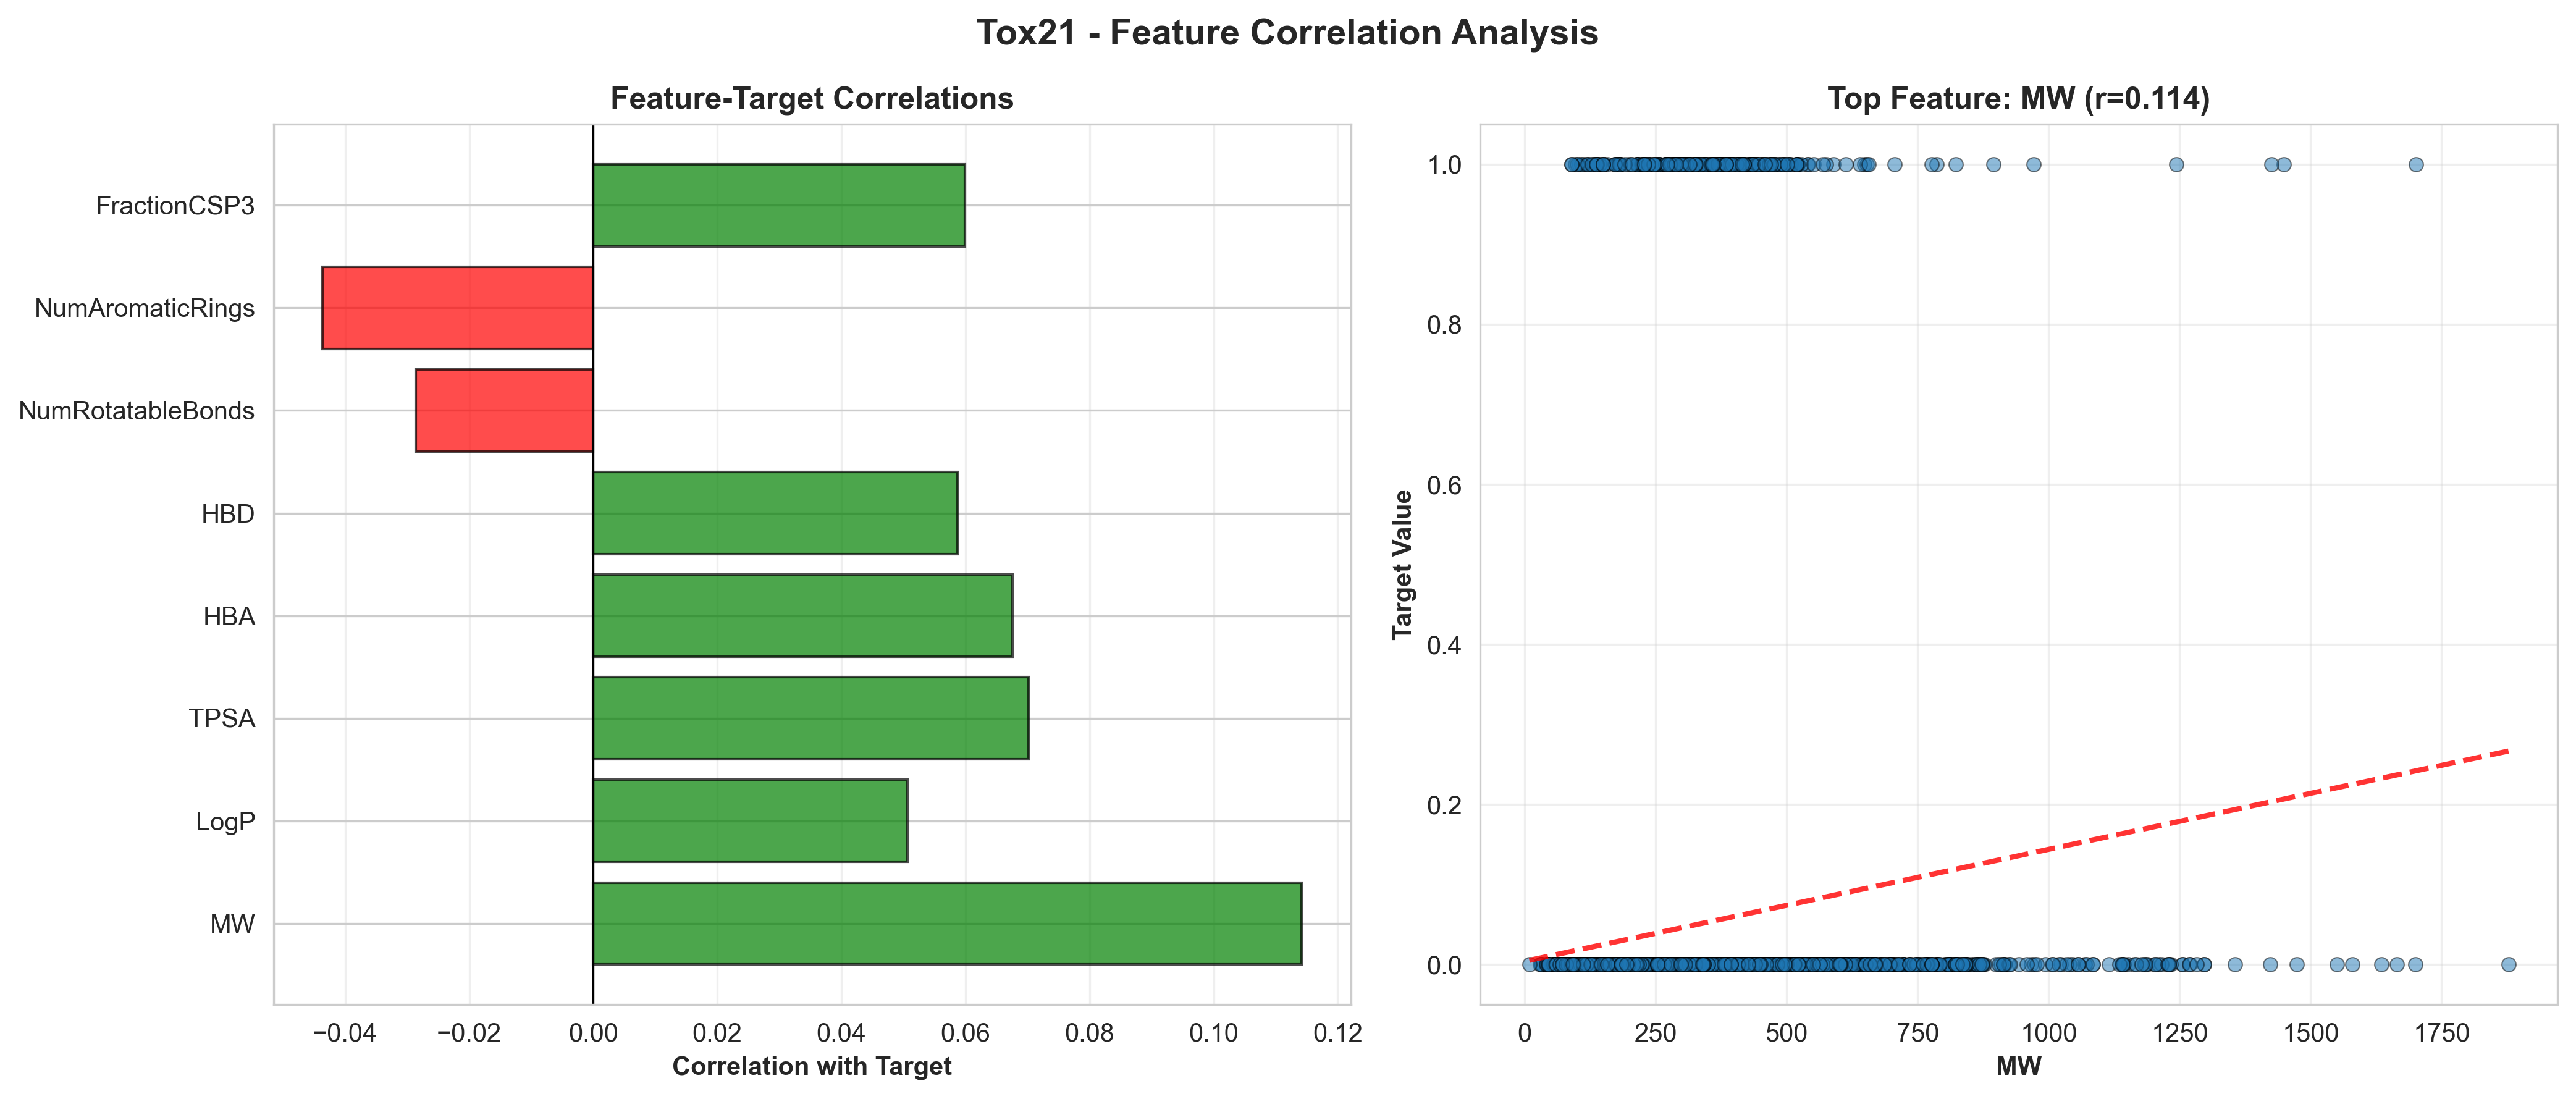 Tox21 - Feature Correlation Analysis
Feature-Target Correlations
FractionCSP3
NumAromaticRings
NumRotatableBonds
HBD
HBA
TPSA
LogP
MW
−0.04 −0.02 0.00 0.02 0.04 0.06 0.08 0.10 0.12
Correlation with Target
Top Feature: MW (r=0.114)
Target Value
1.0
0.8
0.6
0.4
0.2
0.0
0 250 500 750 1000 1250 1500 1750
MW